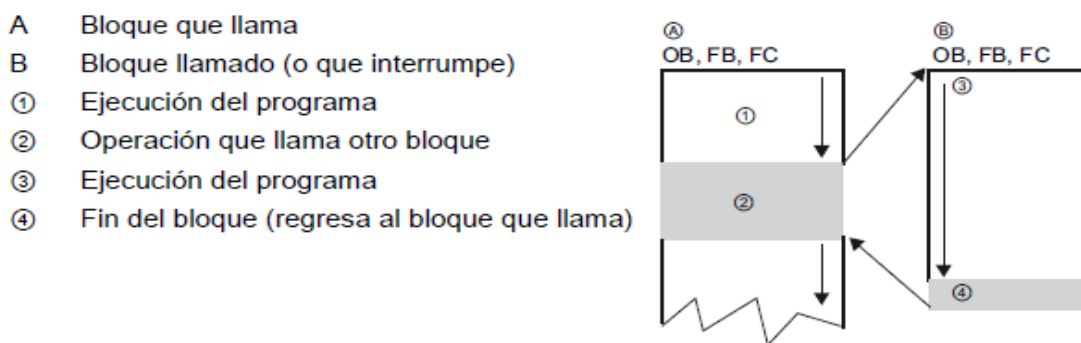 A Bloque que llama
B Bloque llamado (o que interrumpe)
① Ejecución del programa
② Operación que llama otro bloque
③ Ejecución del programa
④ Fin del bloque (regresa al bloque que llama)
Ⓐ
OB, FB, FC
①
②
Ⓑ
OB, FB, FC
③
④